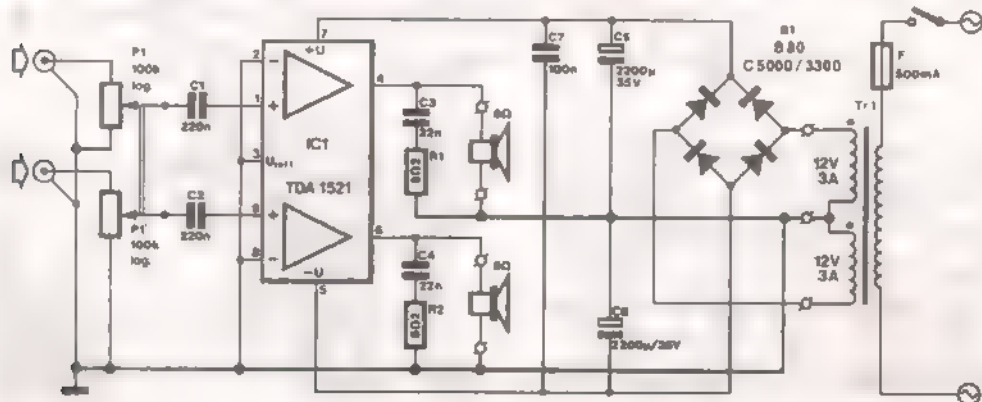 P1
100k
log.
C1
220n
2
1
3
9
8
7
+U
IC1
TDA 1521
-U
5
4
6
P1'
100k
log.
C2
220n
C3
22n
R1
8Ω2
8Ω
C4
22n
R2
8Ω2
8Ω
C7
100n
C5
2200µ
35V
C6
2200µ/35V
B1
B80
C5000/3300
F
500mA
Tr1
12V
3A
12V
3A